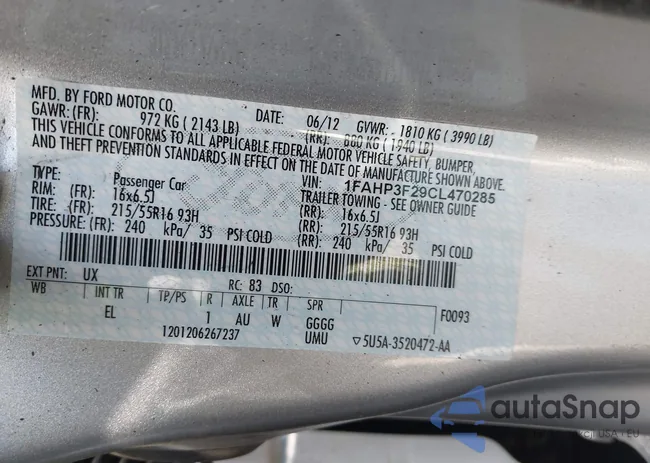 MFD. BY FORD MOTOR CO.
DATE: 06/12 GVWR: 1810 KG ( 3990 LB)
GAWR: (FR): 972 KG ( 2143 LB) (RR): 880 KG ( 1940 LB)
THIS VEHICLE CONFORMS TO ALL APPLICABLE FEDERAL MOTOR VEHICLE SAFETY, BUMPER,
AND THEFT PREVENTION STANDARDS IN EFFECT ON THE DATE OF MANUFACTURE SHOWN ABOVE.
VIN: 1FAHP3F29CL470285
TYPE: Passenger Car TRAILER TOWING - SEE OWNER GUIDE
RIM: (FR): 16x6.5J (RR): 16x6.5J
TIRE: (FR): 215/55R16 93H (RR): 215/55R16 93H
PRESSURE: (FR): 240 kPa/ 35 PSI COLD (RR): 240 kPa/ 35 PSI COLD
EXT PNT: UX RC: 83 DSO:
WB INT TR TP/PS R AXLE TR SPR F0093
EL 1 AU W GGGG
1201206267237 UMU ▽5U5A-3520472-AA
autoSnap
USA | EU